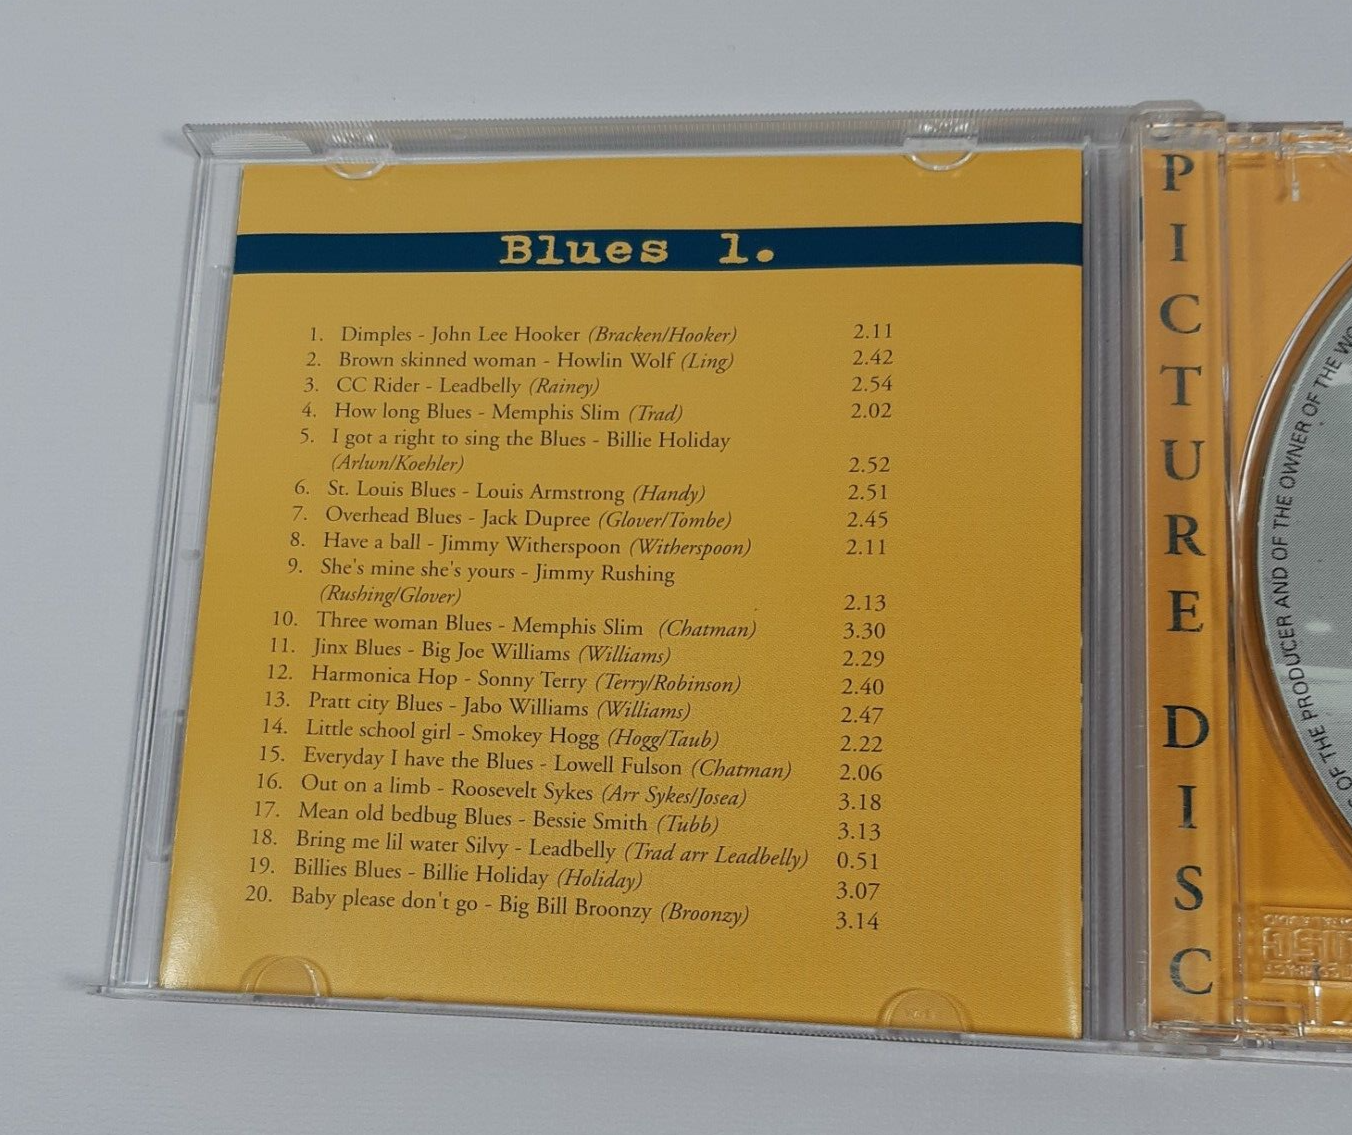 Blues 1.
1. Dimples - John Lee Hooker (Bracken/Hooker) 2.11
2. Brown skinned woman - Howlin Wolf (Ling) 2.42
3. CC Rider - Leadbelly (Rainey) 2.54
4. How long Blues - Memphis Slim (Trad) 2.02
5. I got a right to sing the Blues - Billie Holiday
(Arlwn/Koehler) 2.52
6. St. Louis Blues - Louis Armstrong (Handy) 2.51
7. Overhead Blues - Jack Dupree (Glover/Tombe) 2.45
8. Have a ball - Jimmy Witherspoon (Witherspoon) 2.11
9. She's mine she's yours - Jimmy Rushing
(Rushing/Glover) 2.13
10. Three woman Blues - Memphis Slim (Chatman) 3.30
11. Jinx Blues - Big Joe Williams (Williams) 2.29
12. Harmonica Hop - Sonny Terry (Terry/Robinson) 2.40
13. Pratt city Blues - Jabo Williams (Williams) 2.47
14. Little school girl - Smokey Hogg (Hogg/Taub) 2.22
15. Everyday I have the Blues - Lowell Fulson (Chatman) 2.06
16. Out on a limb - Roosevelt Sykes (Arr Sykes/Josea) 3.18
17. Mean old bedbug Blues - Bessie Smith (Tubb) 3.13
18. Bring me lil water Silvy - Leadbelly (Trad arr Leadbelly) 0.51
19. Billies Blues - Billie Holiday (Holiday) 3.07
20. Baby please don't go - Big Bill Broonzy (Broonzy) 3.14
PICTURE DISC
OF THE PRODUCER AND OF THE OWNER OF THE